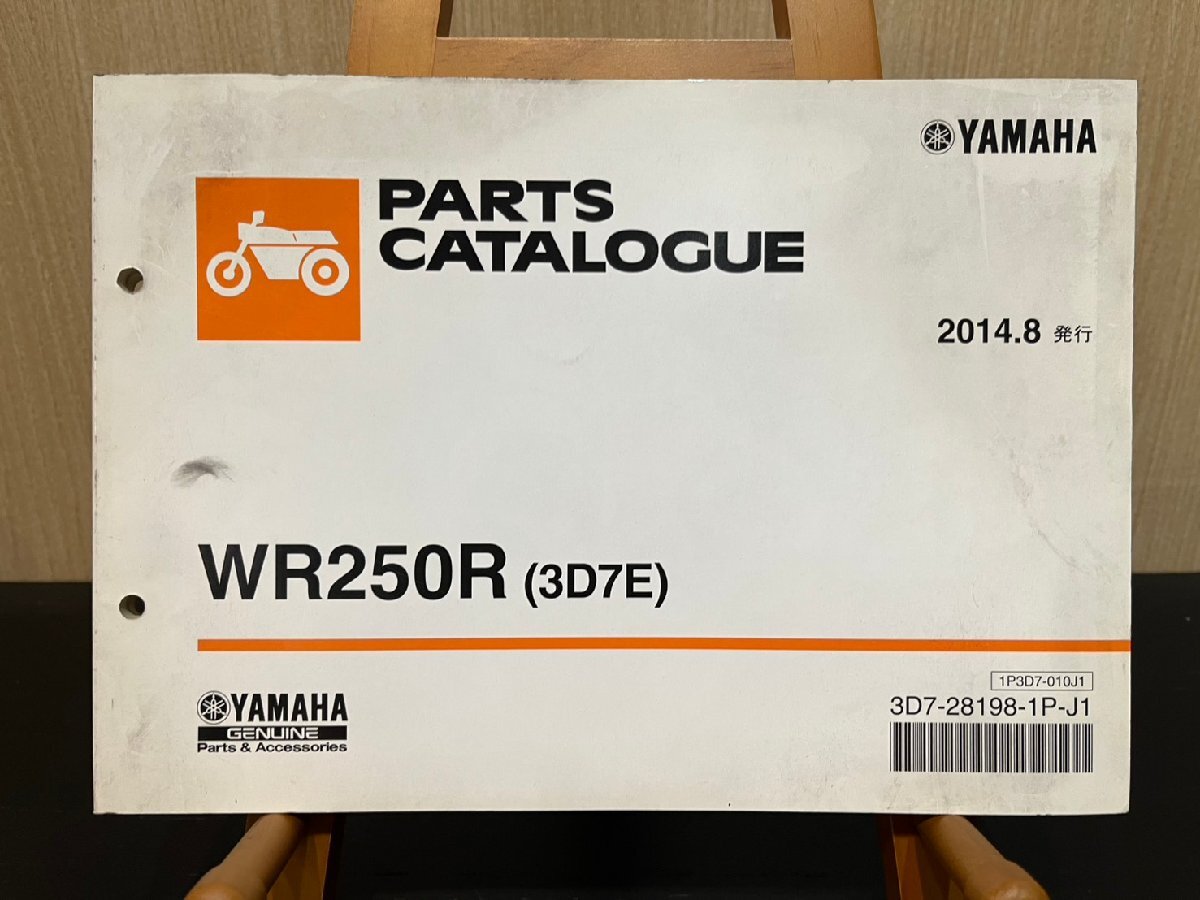 YAMAHA
PARTS
CATALOGUE
2014.8 発行
WR250R (3D7E)
1P3D7-010J1
3D7-28198-1P-J1
YAMAHA
GENUINE
Parts & Accessories